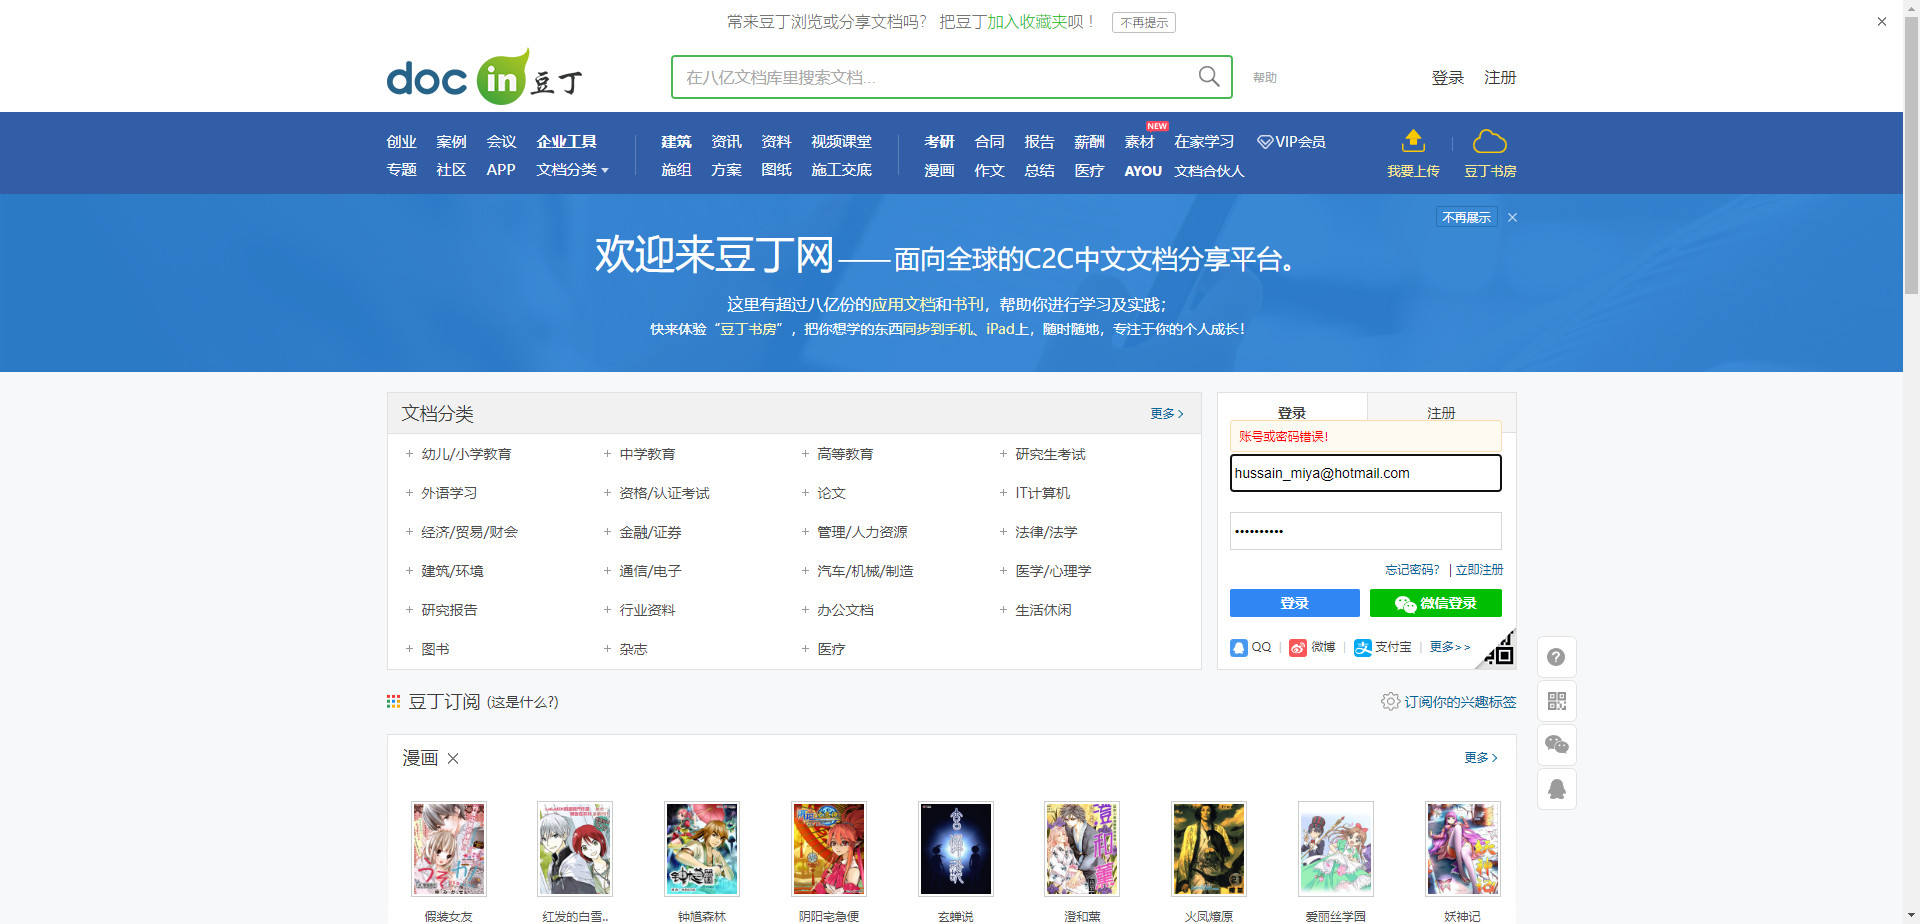 常来豆丁浏览或分享文档吗? 把豆丁加入收藏夹呗! 不再提示
doc in 豆丁
在八亿文档库里搜索文档...
帮助
登录 注册
创业 案例 会议 企业工具
专题 社区 APP 文档分类
建筑 资讯 资料 视频课堂
施组 方案 图纸 施工交底
考研 合同 报告 薪酬 素材 NEW 在家学习 VIP会员
漫画 作文 总结 医疗 AYOU 文档合伙人
我要上传 豆丁书房
不再展示
欢迎来豆丁网——面向全球的C2C中文文档分享平台。
这里有超过八亿份的应用文档和书刊，帮助你进行学习及实践；
快来体验“豆丁书房”，把你想学的东西同步到手机、iPad上，随时随地，专注于你的个人成长！
文档分类 更多
幼儿/小学教育 中学教育 高等教育 研究生考试
外语学习 资格/认证考试 论文 IT计算机
经济/贸易/财会 金融/证券 管理/人力资源 法律/法学
建筑/环境 通信/电子 汽车/机械/制造 医学/心理学
研究报告 行业资料 办公文档 生活休闲
图书 杂志 医疗
登录 注册
账号或密码错误!
hussain_miya@hotmail.com
••••••••••
忘记密码? | 立即注册
登录 微信登录
QQ | 微博 | 支付宝 | 更多>>
豆丁订阅 (这是什么?)
订阅你的兴趣标签
漫画 更多
假装女友 红发的白雪.. 钟馗森林 阴阳宅急便 玄蝉说 澄和薰 火凤燎原 爱丽丝学园 妖神记